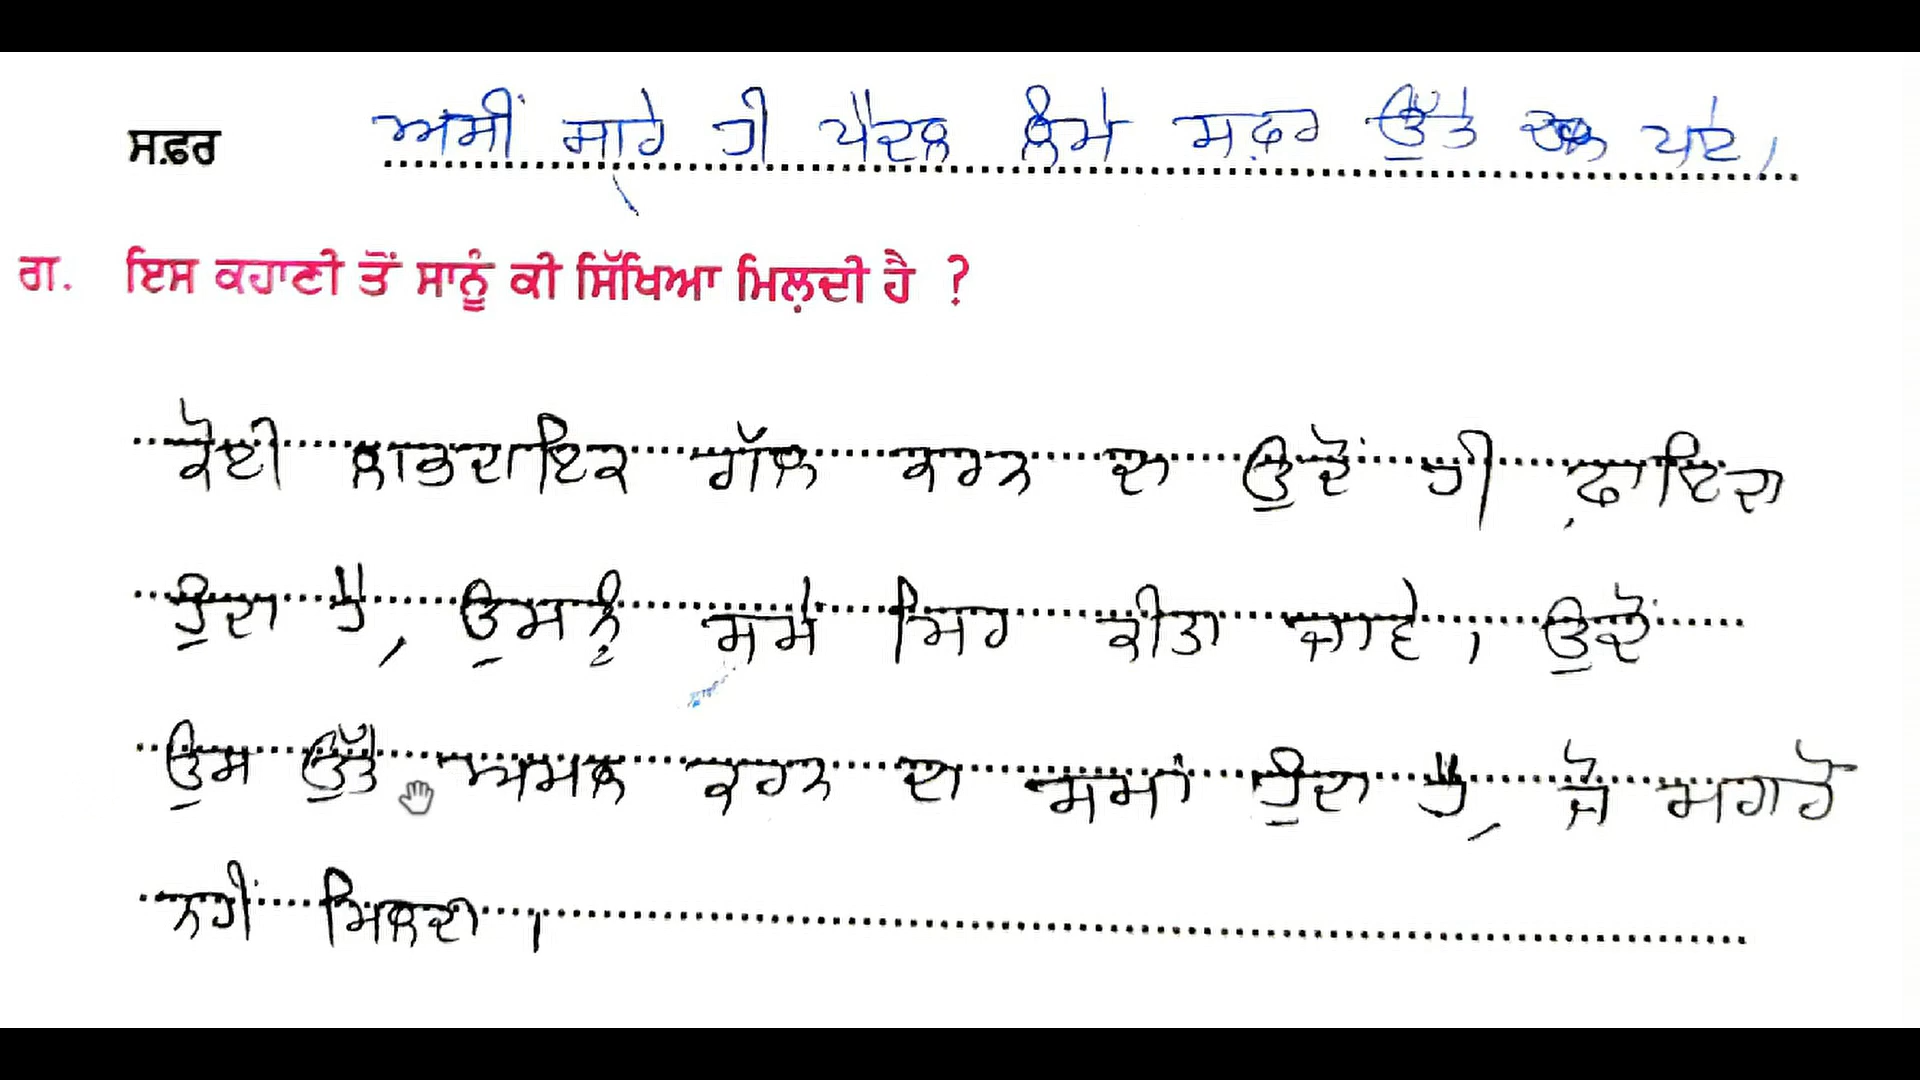 ਸਫ਼ਰ ਅਸੀਂ ਸਾਰੇ ਹੀ ਪੈਦਲ ਲੰਮੇ ਸਫ਼ਰ ਉੱਤੇ ਪਏ।
ਗ. ਇਸ ਕਹਾਣੀ ਤੋਂ ਸਾਨੂੰ ਕੀ ਸਿੱਖਿਆ ਮਿਲ਼ਦੀ ਹੈ ?
ਕੋਈ ਲਾਭਦਾਇਕ ਗੱਲ ਕਰਨ ਦਾ ਉਦੋਂ ਹੀ ਫ਼ਾਇਦਾ
ਹੁੰਦਾ ਹੈ, ਉਸਨੂੰ ਸਮੇਂ ਸਿਰ ਕੀਤਾ ਜਾਵੇ। ਉਦੋਂ
ਉਸ ਉੱਤੇ ਅਮਲ ਕਰਨ ਦਾ ਸਮਾਂ ਹੁੰਦਾ ਹੈ, ਜੋ ਮਗਰੋਂ
ਨਹੀਂ ਮਿਲਦਾ।